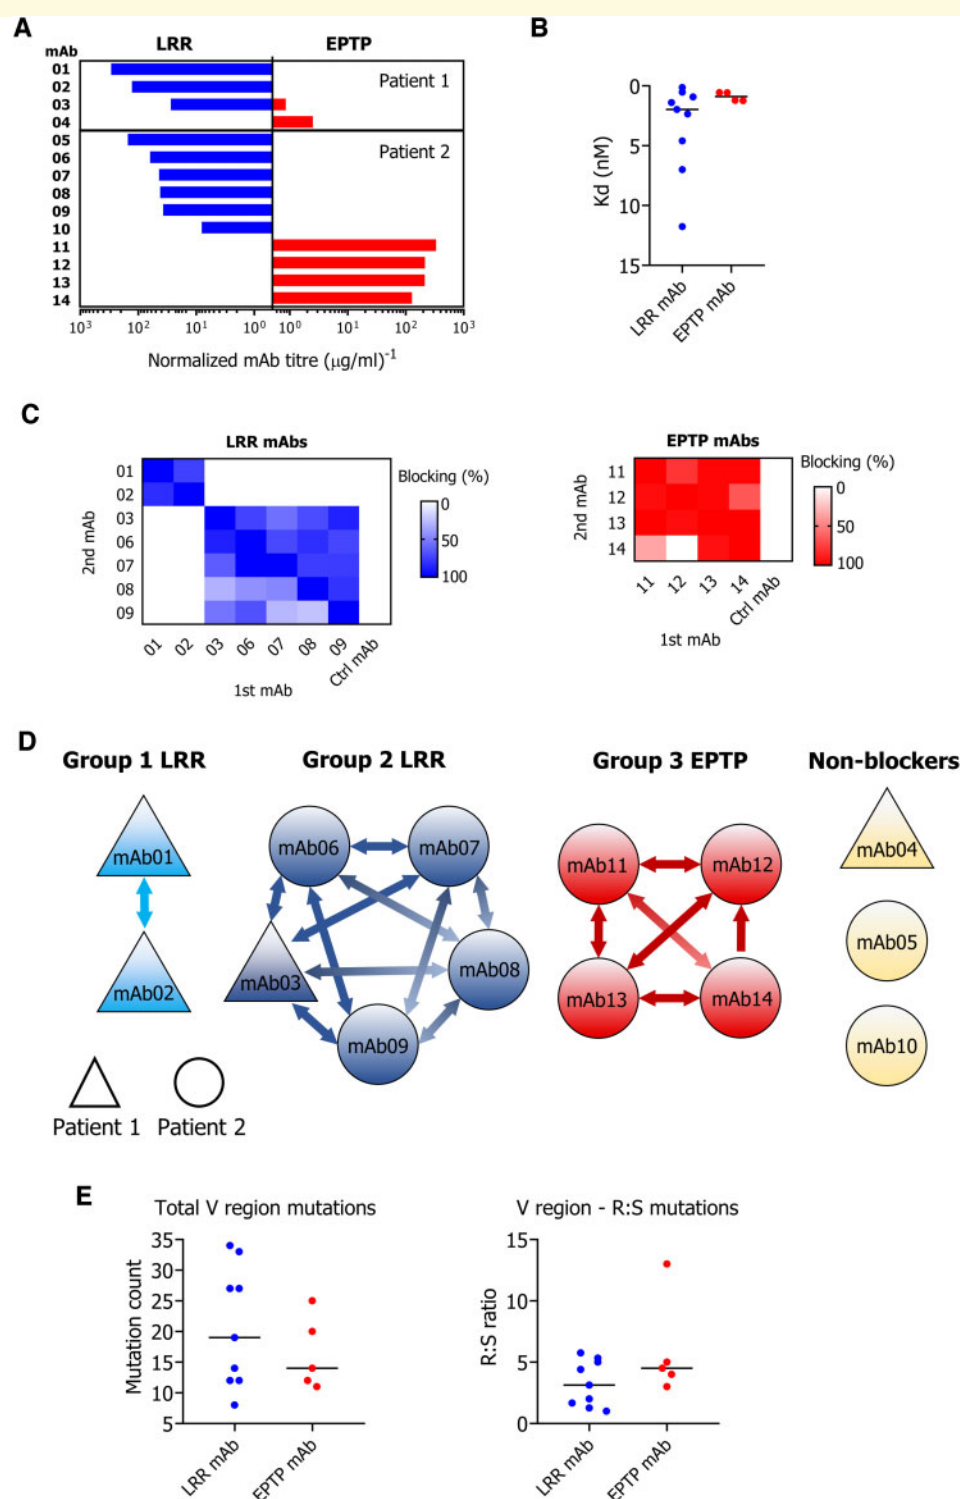 A
mAb
LRR
EPTP
01
02
03
04
Patient 1
05
06
07
08
09
10
11
12
13
14
Patient 2
10³ 10² 10¹ 10⁰ 10⁰ 10¹ 10² 10³
Normalized mAb titre (μg/ml)⁻¹
B
Kd (nM)
0
5
10
15
LRR mAb
EPTP mAb
C
LRR mAbs
2nd mAb
01
02
03
06
07
08
09
01 02 03 06 07 08 09 Ctrl mAb
1st mAb
Blocking (%)
0
50
100
EPTP mAbs
2nd mAb
11
12
13
14
11 12 13 14 Ctrl mAb
1st mAb
Blocking (%)
0
50
100
D
Group 1 LRR
Group 2 LRR
Group 3 EPTP
Non-blockers
mAb01
mAb02
mAb06
mAb07
mAb03
mAb08
mAb09
mAb11
mAb12
mAb13
mAb14
mAb04
mAb05
mAb10
Patient 1
Patient 2
E
Total V region mutations
Mutation count
35
30
25
20
15
10
5
LRR mAb
EPTP mAb
V region - R:S mutations
R:S ratio
15
10
5
0
LRR mAb
EPTP mAb